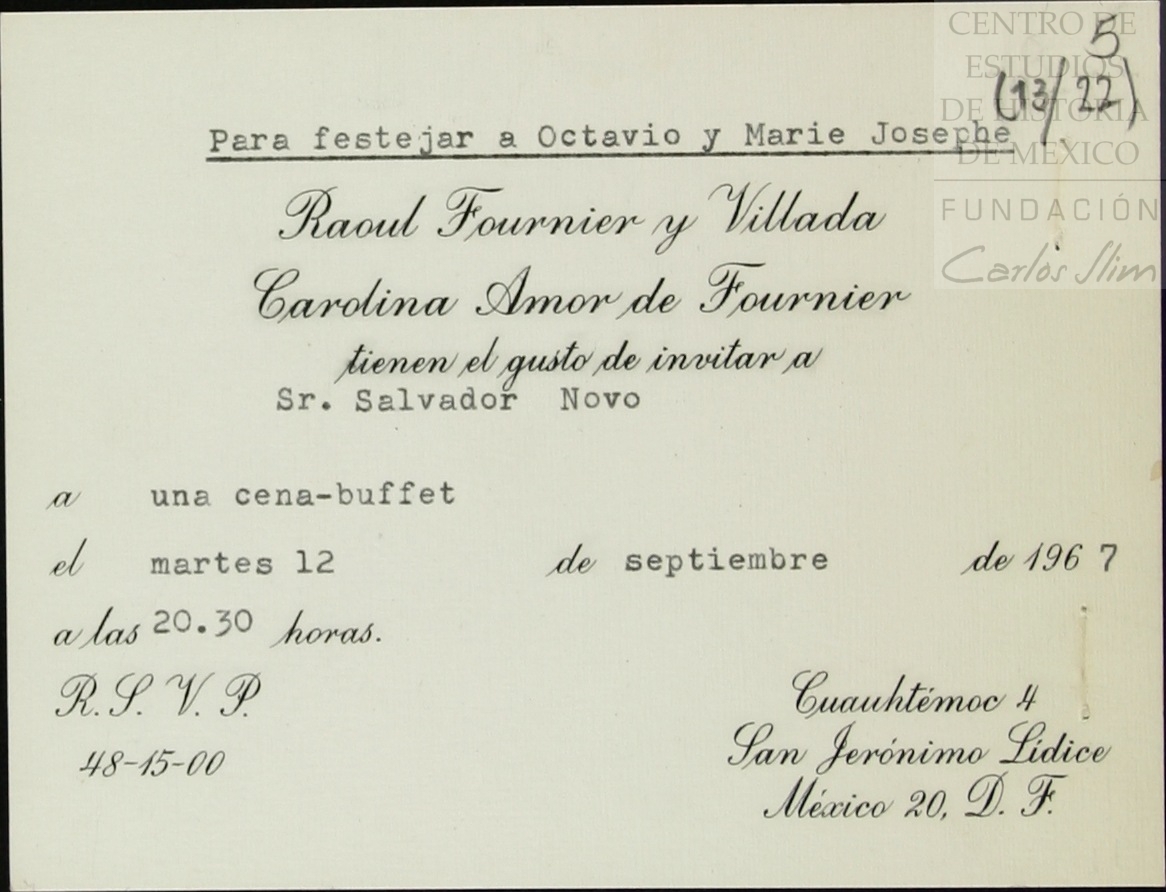 CENTRO DE
ESTUDIOS
DE HISTORIA
DE MÉXICO
FUNDACIÓN
Carlos Slim
5
(13/22)
Para festejar a Octavio y Marie Josephe
Raoul Fournier y Villada
Carolina Amor de Fournier
tienen el gusto de invitar a
Sr. Salvador Novo
a una cena-buffet
el martes 12 de septiembre de 1967
a las 20.30 horas.
R. S. V. P.
48-15-00
Cuauhtémoc 4
San Jerónimo Lídice
México 20, D. F.